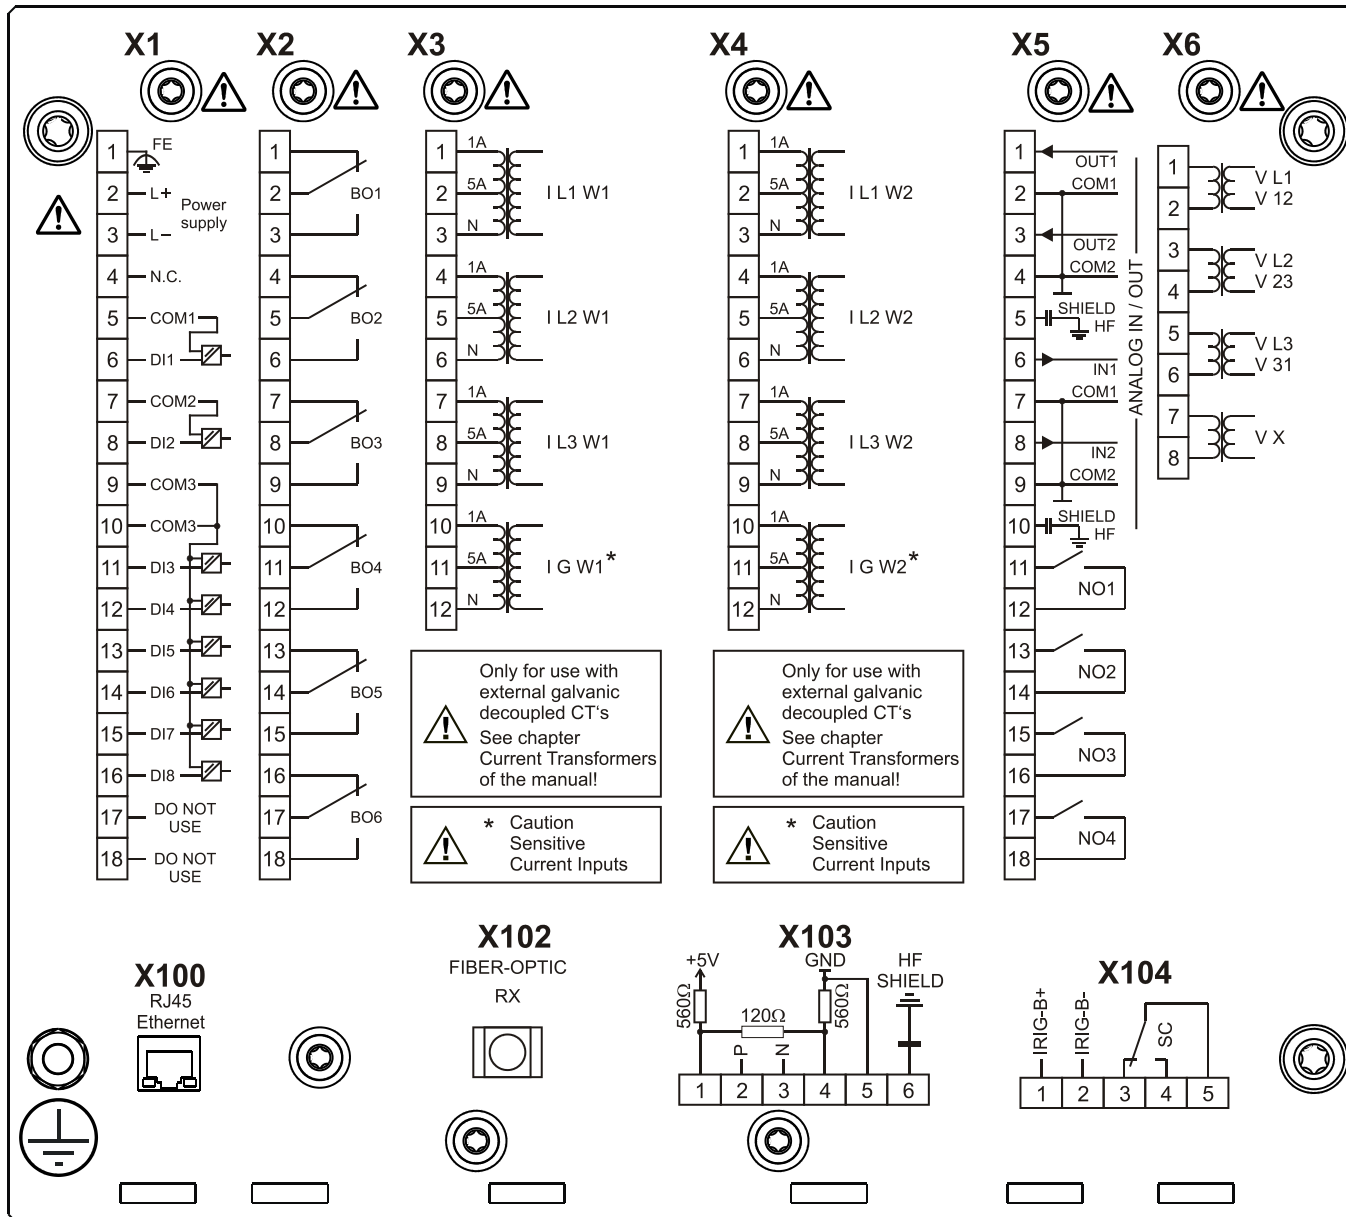 X1 X2 X3 X4 X5 X6
1 FE
2 L+
Power
supply
3 L–
4 N.C.
5 COM1
6 DI1
7 COM2
8 DI2
9 COM3
10 COM3
11 DI3
12 DI4
13 DI5
14 DI6
15 DI7
16 DI8
17 DO NOT
USE
18 DO NOT
USE
1
2 BO1
3
4
5 BO2
6
7
8 BO3
9
10
11 BO4
12
13
14 BO5
15
16
17 BO6
18
1 1A
2 5A I L1 W1
3 N
4 1A
5 5A I L2 W1
6 N
7 1A
8 5A I L3 W1
9 N
10 1A
11 5A I G W1*
12 N
Only for use with
external galvanic
decoupled CT‘s
See chapter
Current Transformers
of the manual!
* Caution
Sensitive
Current Inputs
1 1A
2 5A I L1 W2
3 N
4 1A
5 5A I L2 W2
6 N
7 1A
8 5A I L3 W2
9 N
10 1A
11 5A I G W2*
12 N
Only for use with
external galvanic
decoupled CT‘s
See chapter
Current Transformers
of the manual!
* Caution
Sensitive
Current Inputs
1 OUT1
2 COM1
3 OUT2
4 COM2
5 SHIELD
HF
6 IN1
7 COM1
8 IN2
9 COM2
10 SHIELD
HF
ANALOG IN / OUT
11
NO1
12
13
NO2
14
15
NO3
16
17
NO4
18
1 V L1
2 V 12
3 V L2
4 V 23
5 V L3
6 V 31
7
V X
8
X100
RJ45
Ethernet
X102
FIBER-OPTIC
RX
X103
+5V GND HF
SHIELD
560Ω 120Ω 560Ω
P N
1 2 3 4 5 6
X104
IRIG-B+ IRIG-B- SC
1 2 3 4 5